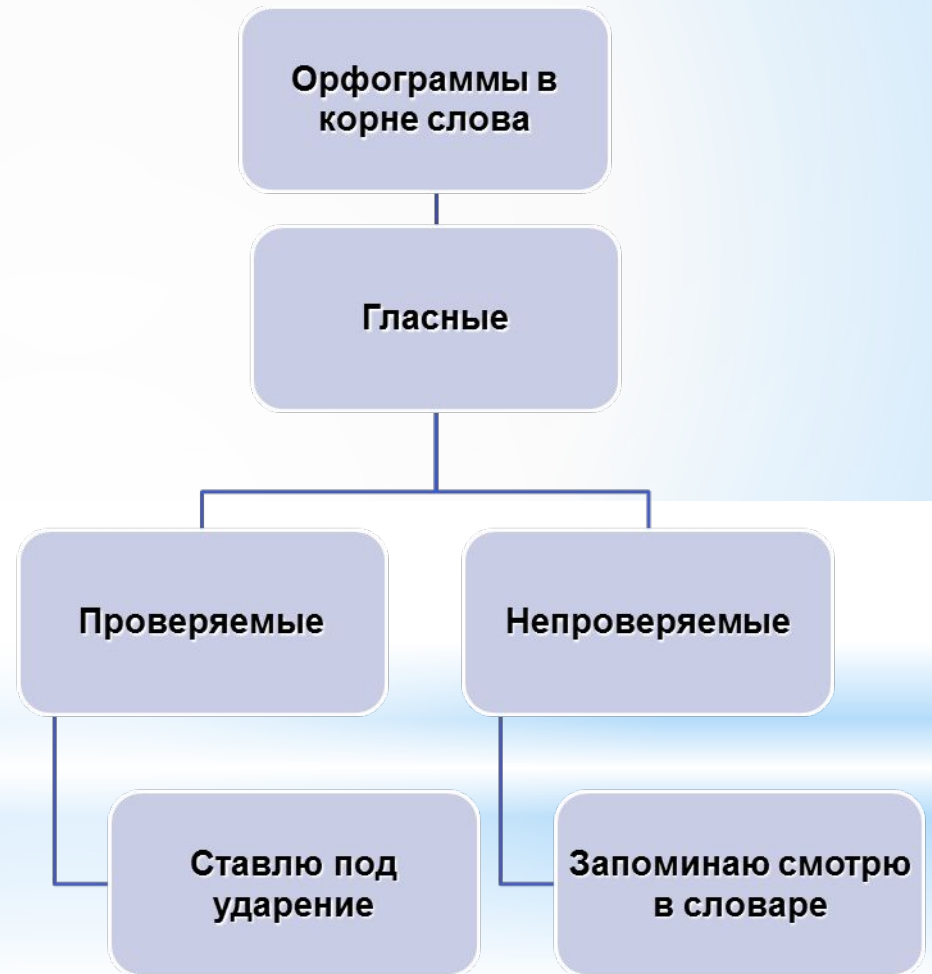 Орфограммы в
корне слова
Гласные
Проверяемые
Непроверяемые
Ставлю под
ударение
Запоминаю смотрю
в словаре